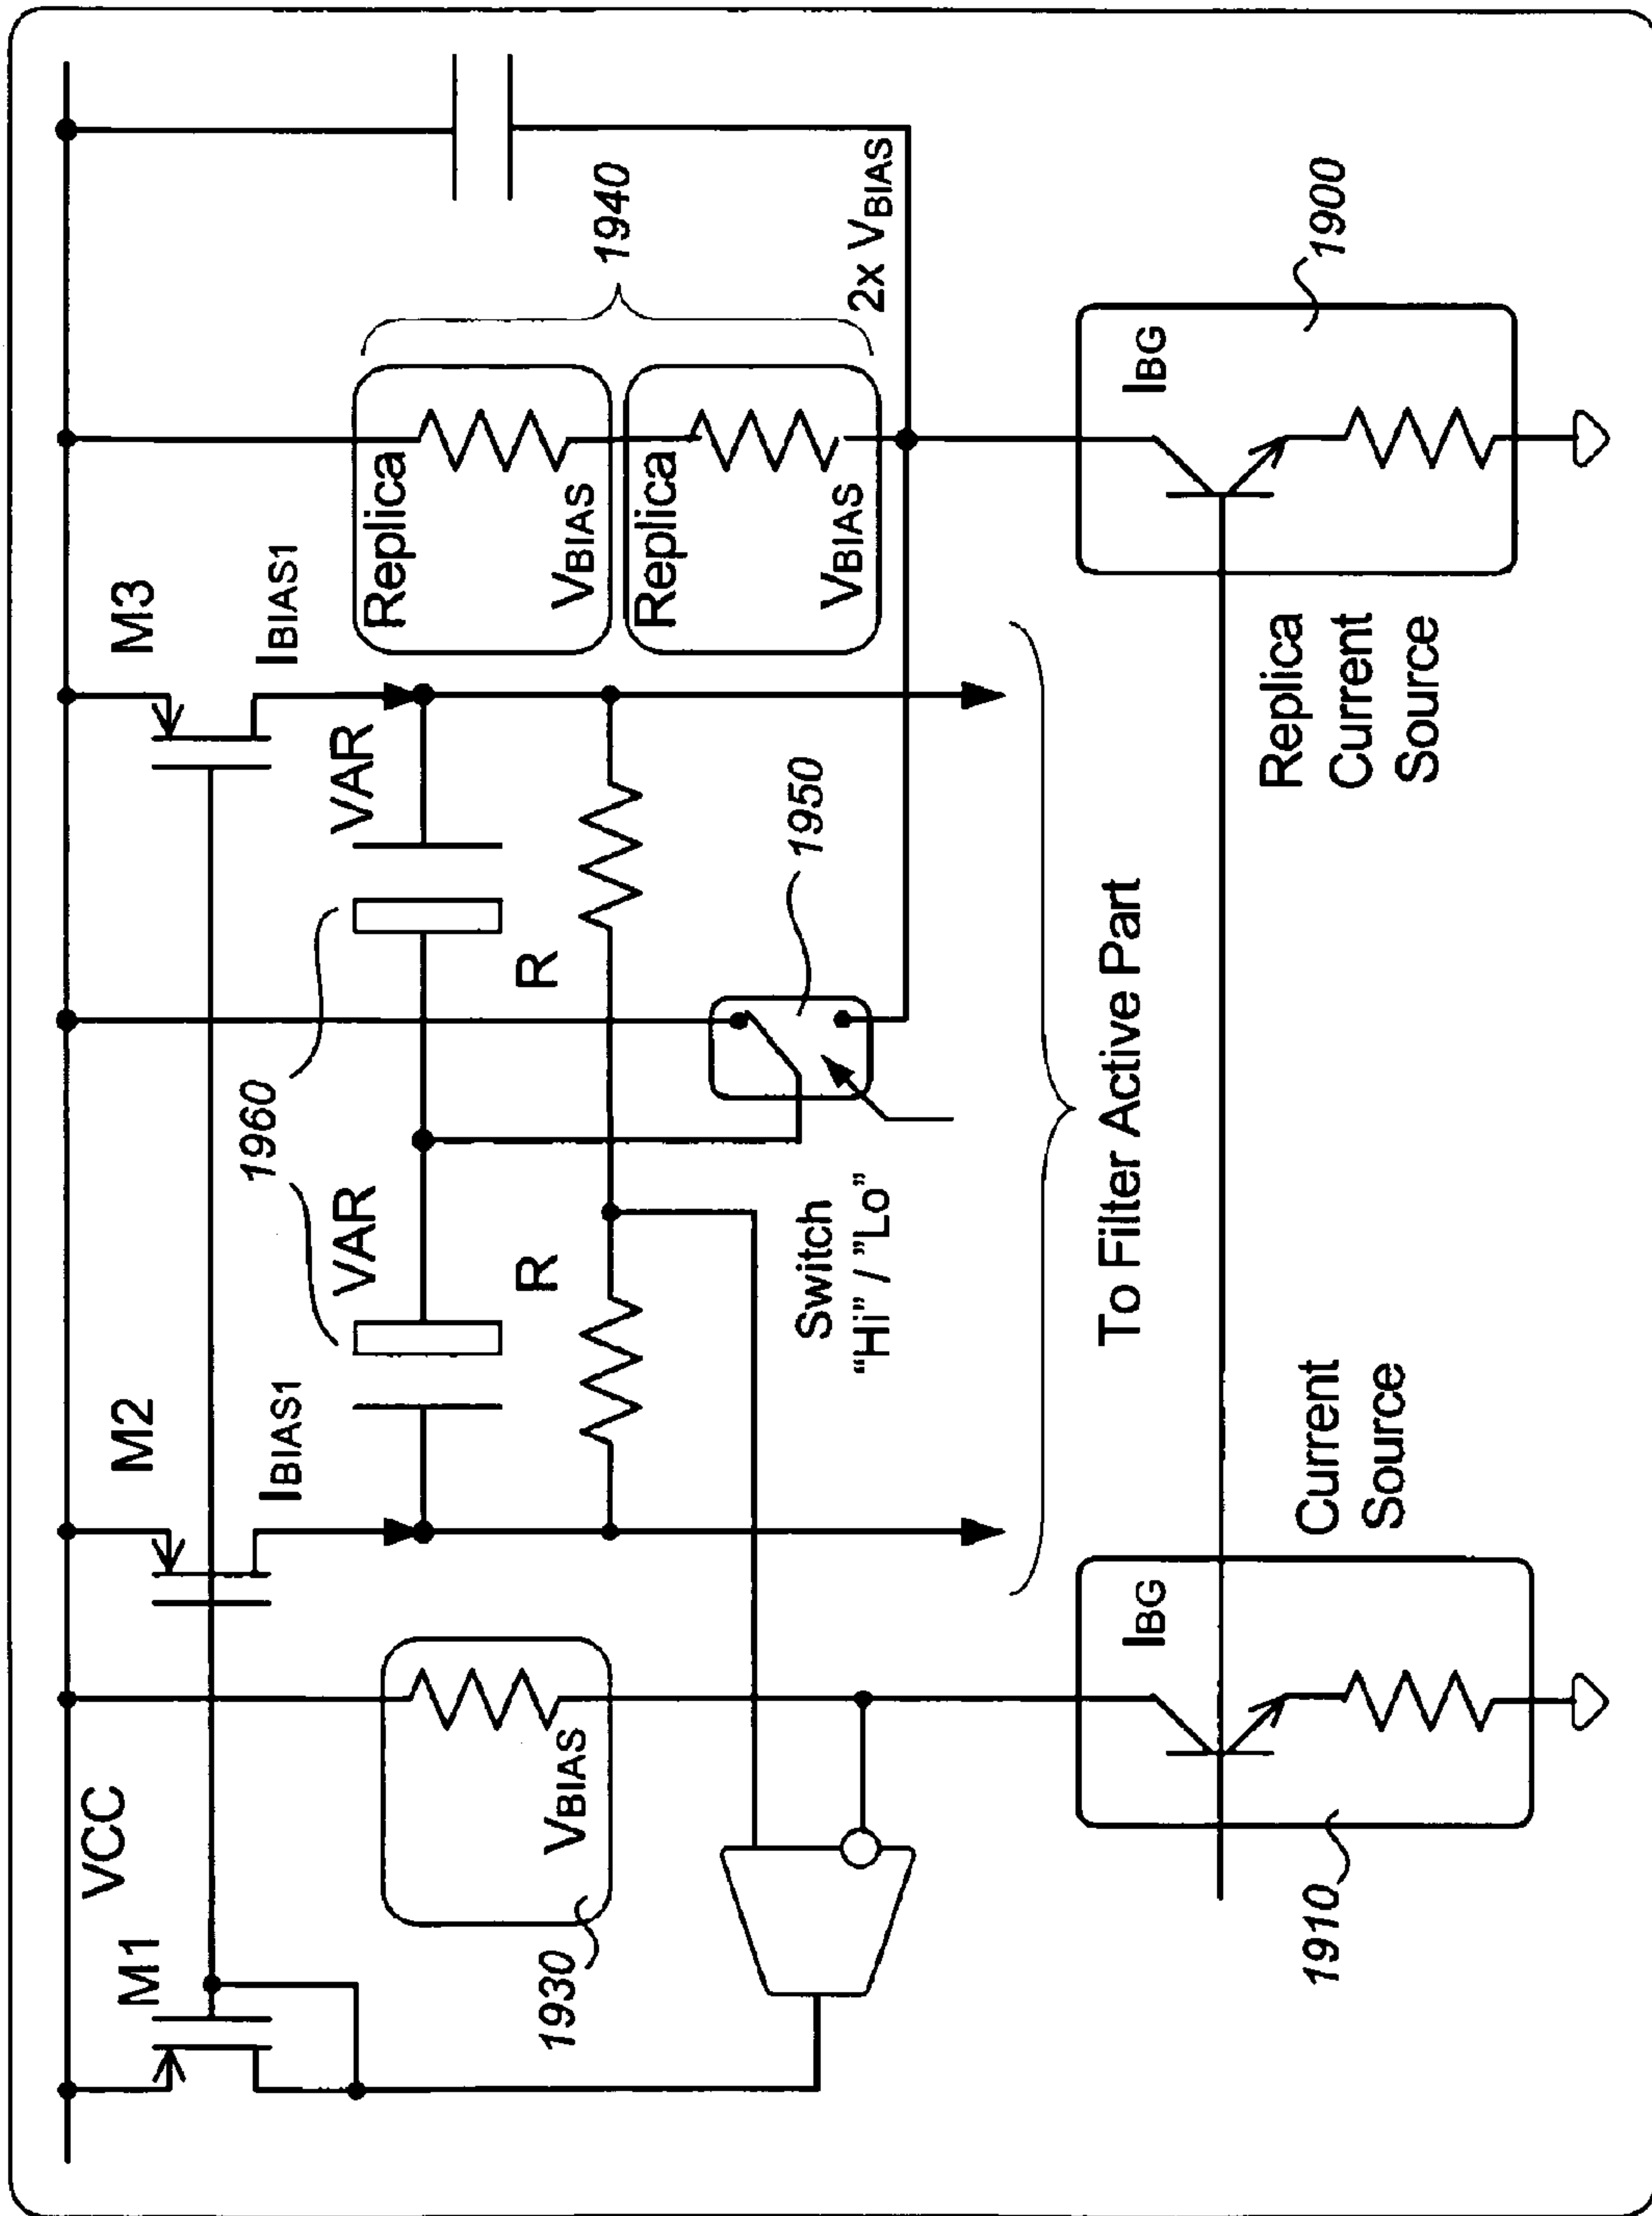 VCC
M1
M2
M3
IBIAS1
IBIAS1
1960
VAR
VAR
R
R
Replica
VBIAS
Replica
VBIAS
1940
VBIAS
1930
1950
Switch
“Hi” / ”Lo”
2x VBIAS
To Filter Active Part
IBG
IBG
1910
Current
Source
Replica
Current
Source
1900